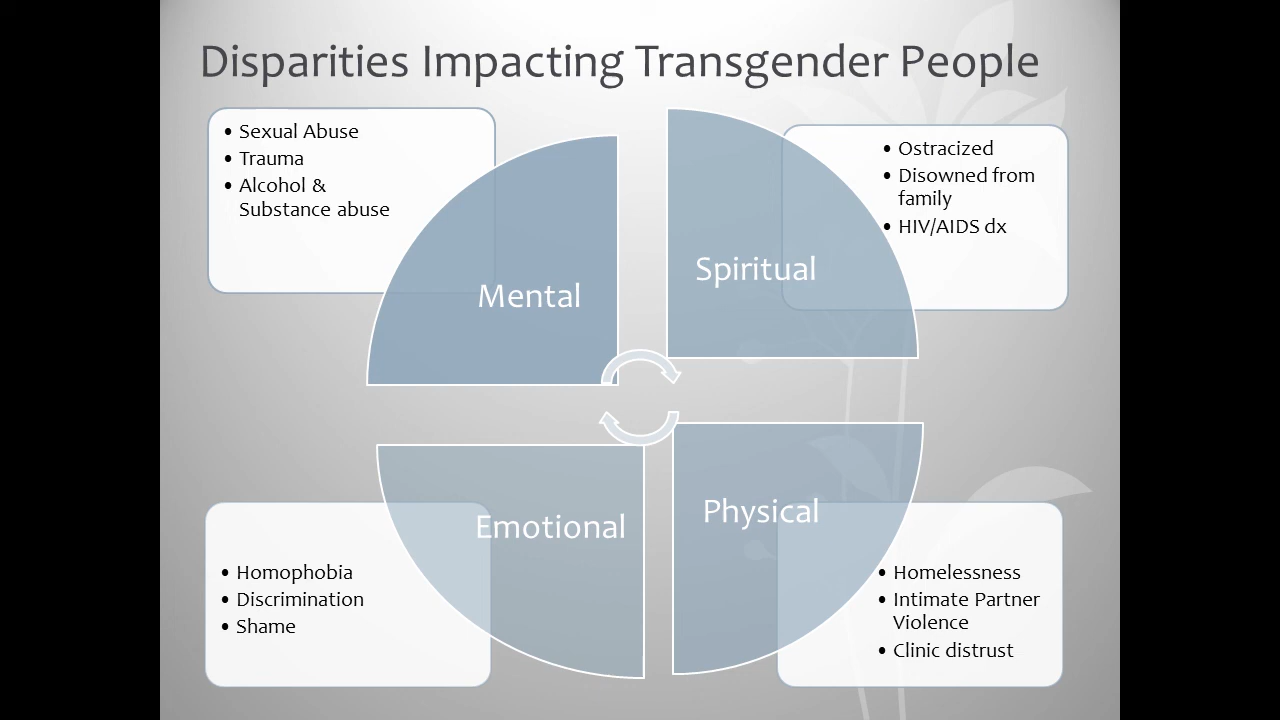 Disparities Impacting Transgender People
• Sexual Abuse
• Trauma
• Alcohol &
Substance abuse
Mental
• Ostracized
• Disowned from
family
• HIV/AIDS dx
Spiritual
Emotional
• Homophobia
• Discrimination
• Shame
Physical
• Homelessness
• Intimate Partner
Violence
• Clinic distrust